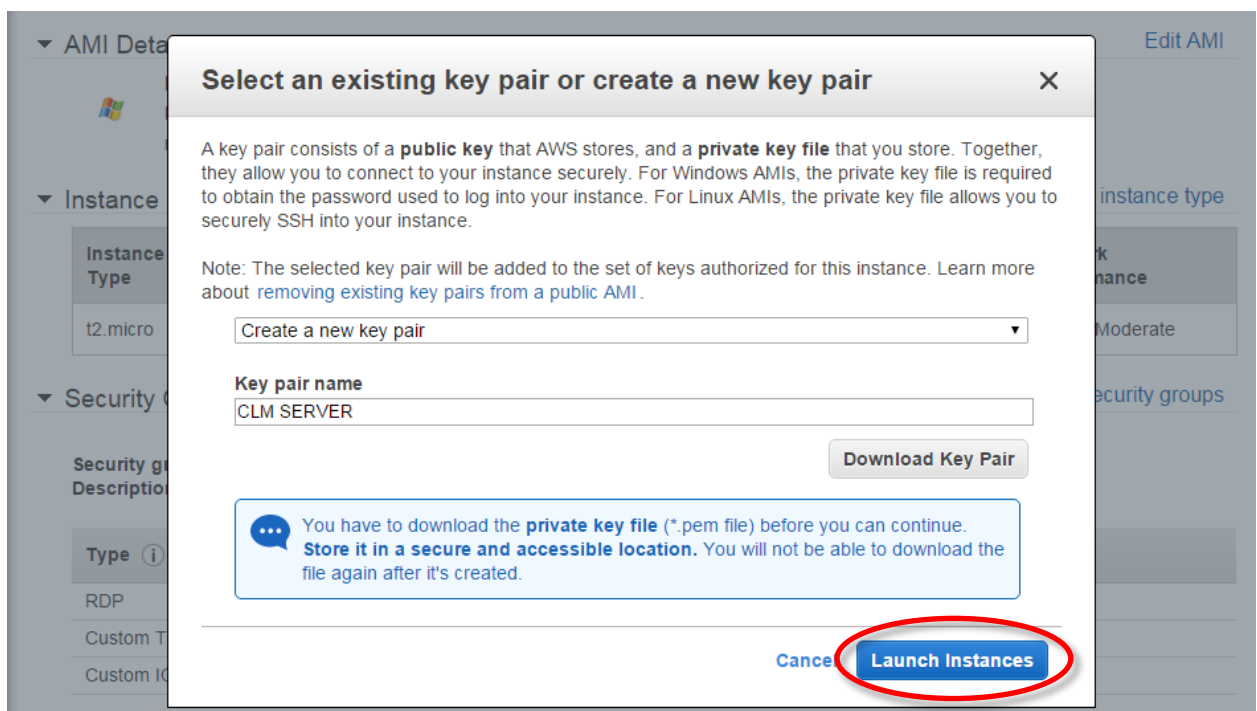 AMI Deta
Edit AMI
Select an existing key pair or create a new key pair
A key pair consists of a public key that AWS stores, and a private key file that you store. Together,
they allow you to connect to your instance securely. For Windows AMIs, the private key file is required
to obtain the password used to log into your instance. For Linux AMIs, the private key file allows you to
securely SSH into your instance.
Instance
instance type
Instance
Type
rk
mance
Note: The selected key pair will be added to the set of keys authorized for this instance. Learn more
about removing existing key pairs from a public AMI.
t2.micro
Create a new key pair
Moderate
Key pair name
Security
ecurity groups
CLM SERVER
Download Key Pair
Security gr
Description
You have to download the private key file (*.pem file) before you can continue.
Store it in a secure and accessible location. You will not be able to download the
file again after it's created.
Type
RDP
Custom T
Custom IC
Cancel
Launch Instances